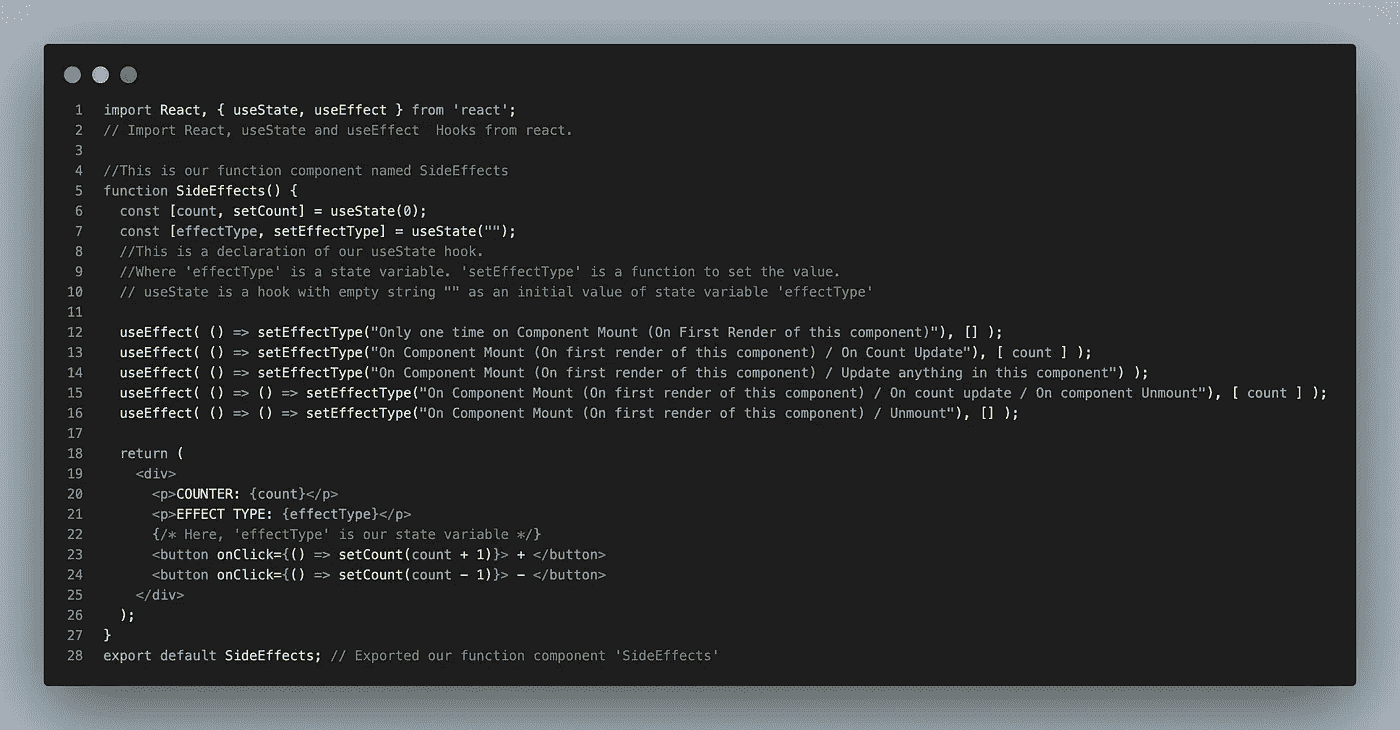 1 import React, { useState, useEffect } from 'react';
2 // Import React, useState and useEffect  Hooks from react.
3
4 //This is our function component named SideEffects
5 function SideEffects() {
6   const [count, setCount] = useState(0);
7   const [effectType, setEffectType] = useState("");
8   //This is a declaration of our useState hook.
9   //Where 'effectType' is a state variable. 'setEffectType' is a function to set the value.
10   // useState is a hook with empty string "" as an initial value of state variable 'effectType'
11
12   useEffect( () => setEffectType("Only one time on Component Mount (On First Render of this component)"), [] );
13   useEffect( () => setEffectType("On Component Mount (On first render of this component) / On Count Update"), [ count ] );
14   useEffect( () => setEffectType("On Component Mount (On first render of this component) / Update anything in this component") );
15   useEffect( () => () => setEffectType("On Component Mount (On first render of this component) / On count update / On component Unmount"), [ count ] );
16   useEffect( () => () => setEffectType("On Component Mount (On first render of this component) / Unmount"), [] );
17
18   return (
19     <div>
20       <p>COUNTER: {count}</p>
21       <p>EFFECT TYPE: {effectType}</p>
22       {/* Here, 'effectType' is our state variable */}
23       <button onClick={() => setCount(count + 1)}> + </button>
24       <button onClick={() => setCount(count − 1)}> − </button>
25     </div>
26   );
27 }
28 export default SideEffects; // Exported our function component 'SideEffects'